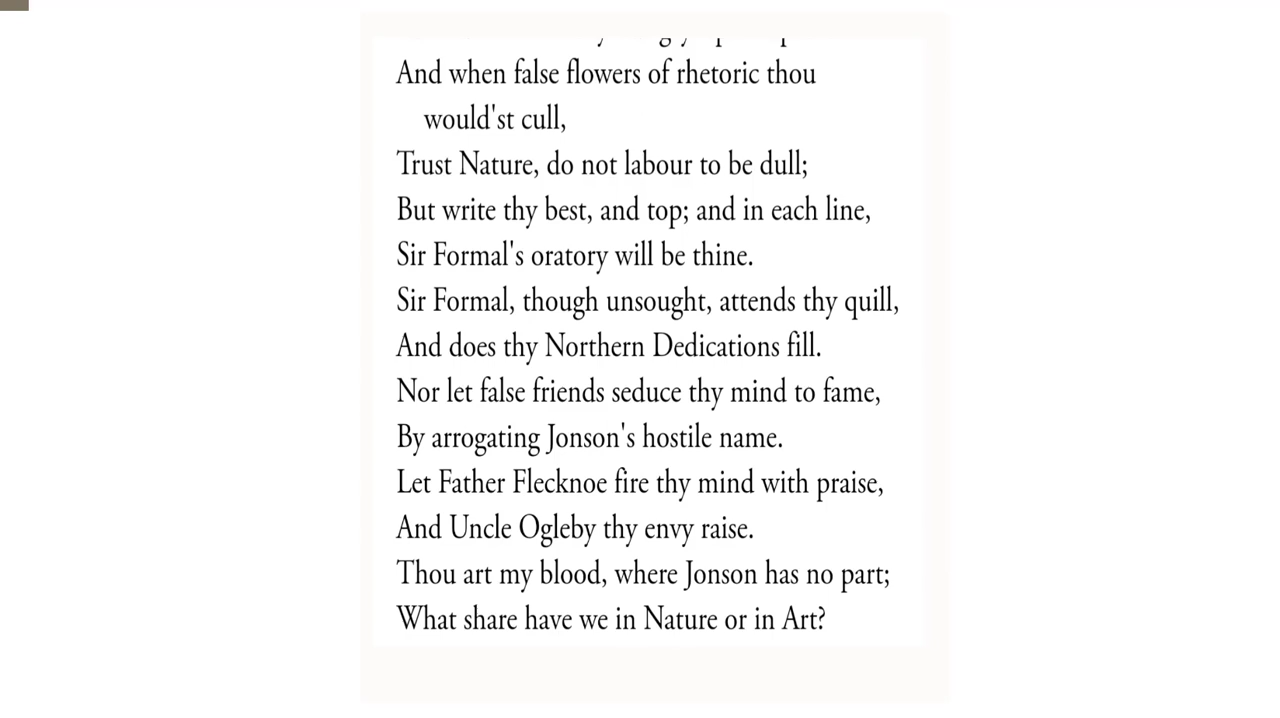 And when false flowers of rhetoric thou
would'st cull,
Trust Nature, do not labour to be dull;
But write thy best, and top; and in each line,
Sir Formal's oratory will be thine.
Sir Formal, though unsought, attends thy quill,
And does thy Northern Dedications fill.
Nor let false friends seduce thy mind to fame,
By arrogating Jonson's hostile name.
Let Father Flecknoe fire thy mind with praise,
And Uncle Ogleby thy envy raise.
Thou art my blood, where Jonson has no part;
What share have we in Nature or in Art?